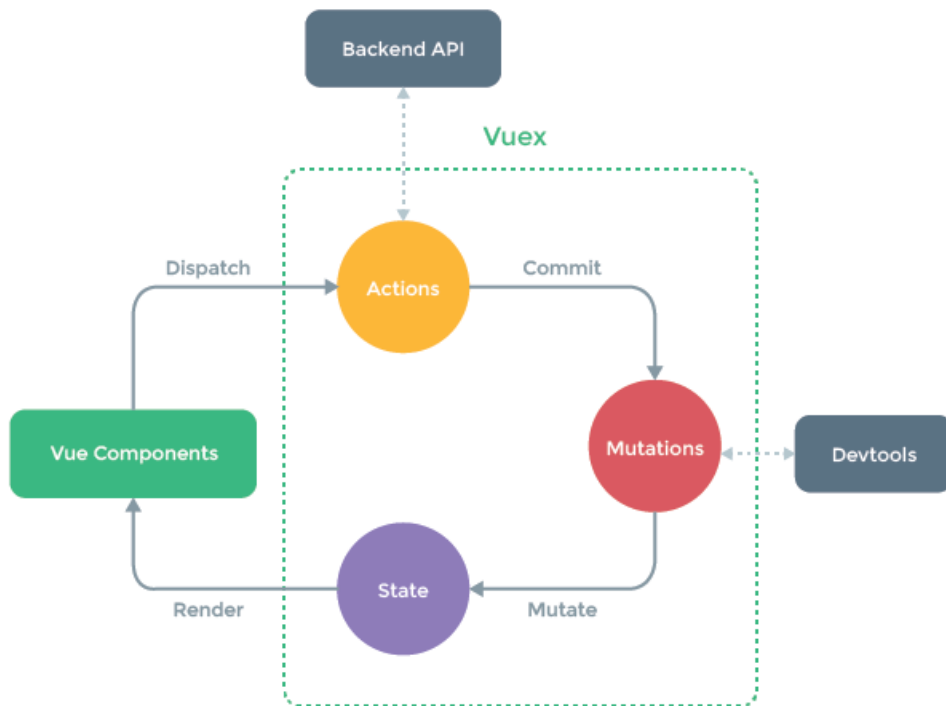 Backend API
Vuex
Dispatch
Actions
Commit
Vue Components
Mutations
Devtools
State
Render
Mutate